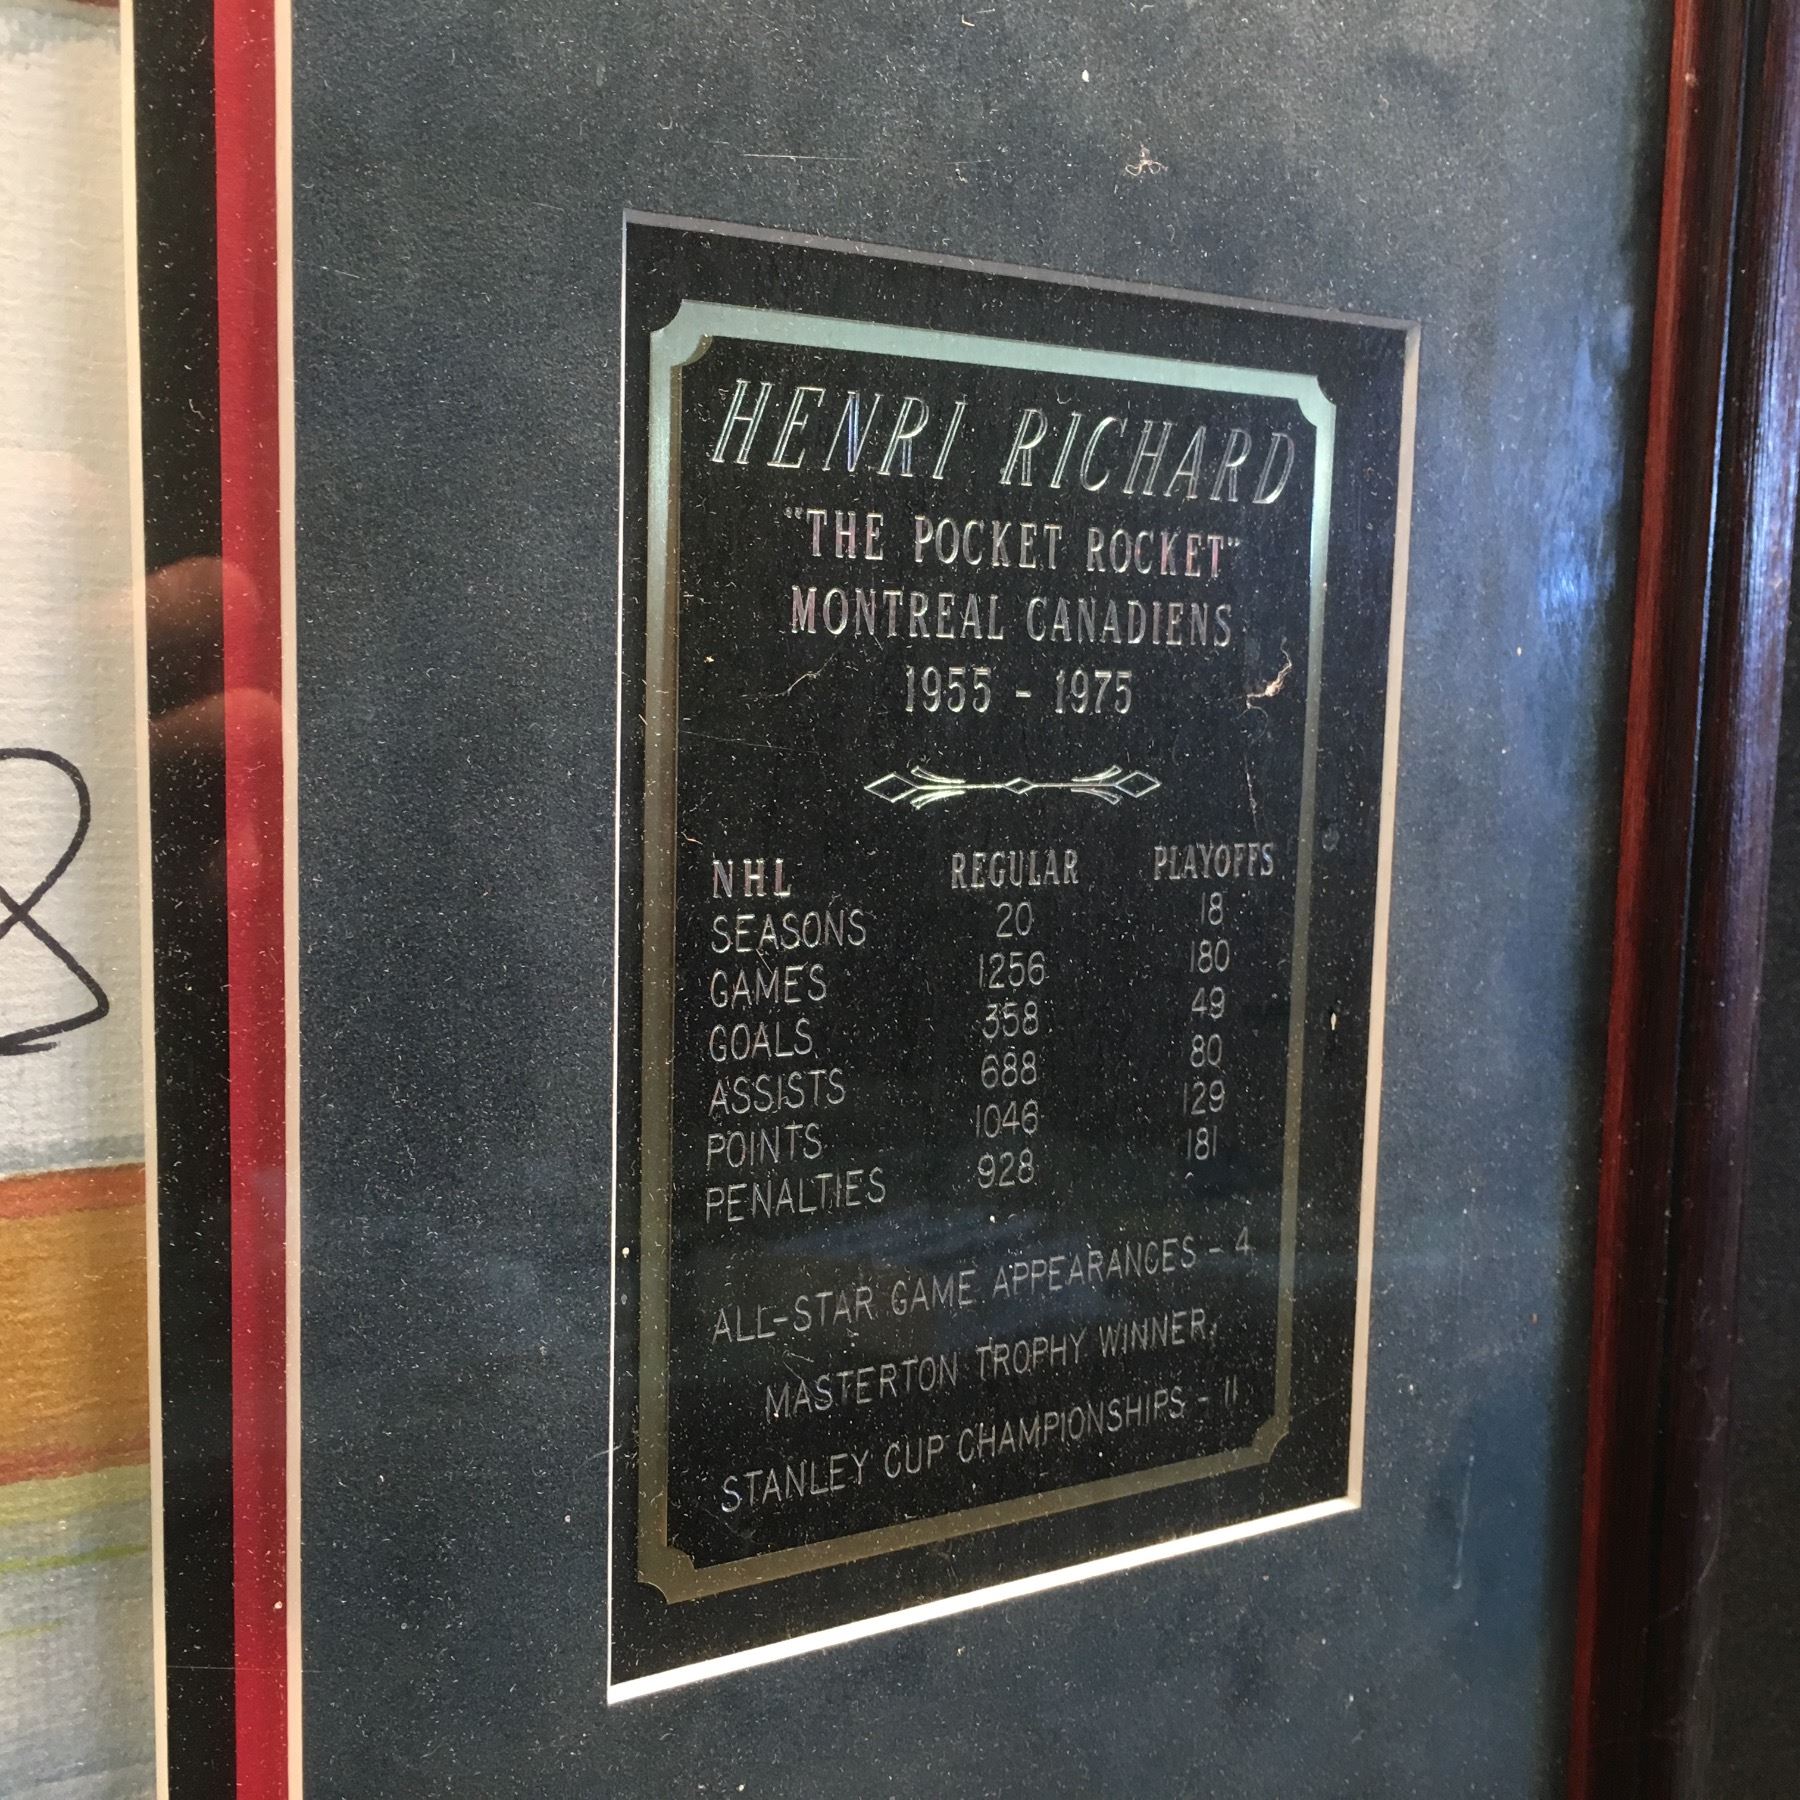 HENRI RICHARD
"THE POCKET ROCKET"
MONTREAL CANADIENS
1955 - 1975
NHL REGULAR PLAYOFFS
SEASONS 20 18
GAMES 1256 180
GOALS 358 49
ASSISTS 688 80
POINTS 1046 129
PENALTIES 928 181
ALL-STAR GAME APPEARANCES - 4
MASTERTON TROPHY WINNER
STANLEY CUP CHAMPIONSHIPS - 11